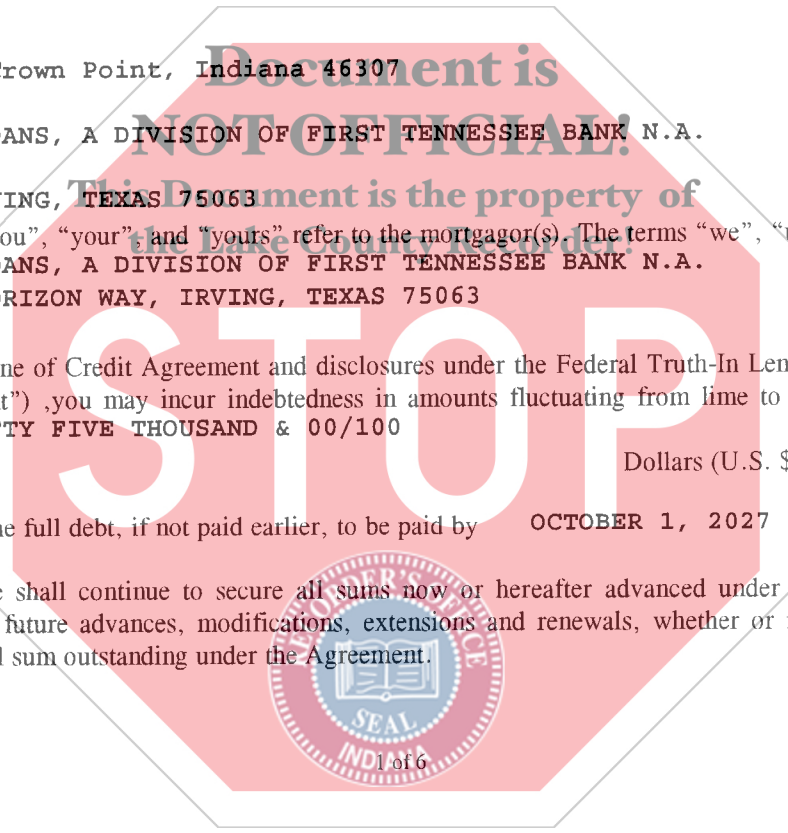 Document is
Crown Point, Indiana 46307
NOT OFFICIAL!
ANS, A DIVISION OF FIRST TENNESSEE BANK N.A.
This Document is the property of
ING, TEXAS 75063
the Lake County Recorder!
ou”, “your”, and “yours” refer to the mortgagor(s). The terms “we”, “
ANS, A DIVISION OF FIRST TENNESSEE BANK N.A.
RIZON WAY, IRVING, TEXAS 75063
STOP
ne of Credit Agreement and disclosures under the Federal Truth-In Len
t”) ,you may incur indebtedness in amounts fluctuating from lime to
TY FIVE THOUSAND & 00/100
Dollars (U.S. $
he full debt, if not paid earlier, to be paid by OCTOBER 1, 2027
e shall continue to secure all sums now or hereafter advanced under
future advances, modifications, extensions and renewals, whether or
l sum outstanding under the Agreement.
RECORDER'S OFFICE
SEAL
INDIANA
1 of 6